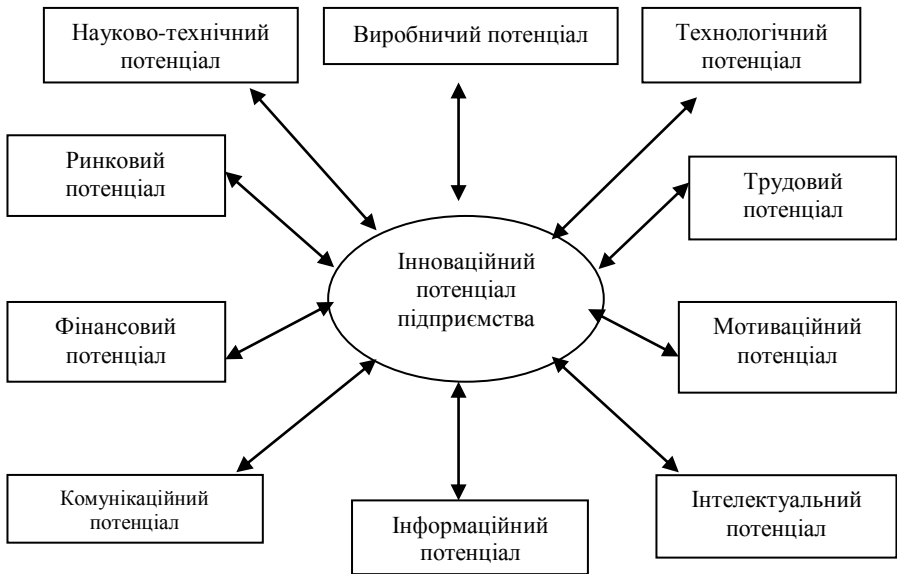 Науково-технічний
потенціал
Виробничий потенціал
Технологічний
потенціал
Ринковий
потенціал
Трудовий
потенціал
Інноваційний
потенціал
підприємства
Фінансовий
потенціал
Мотиваційний
потенціал
Комунікаційний
потенціал
Інформаційний
потенціал
Інтелектуальний
потенціал